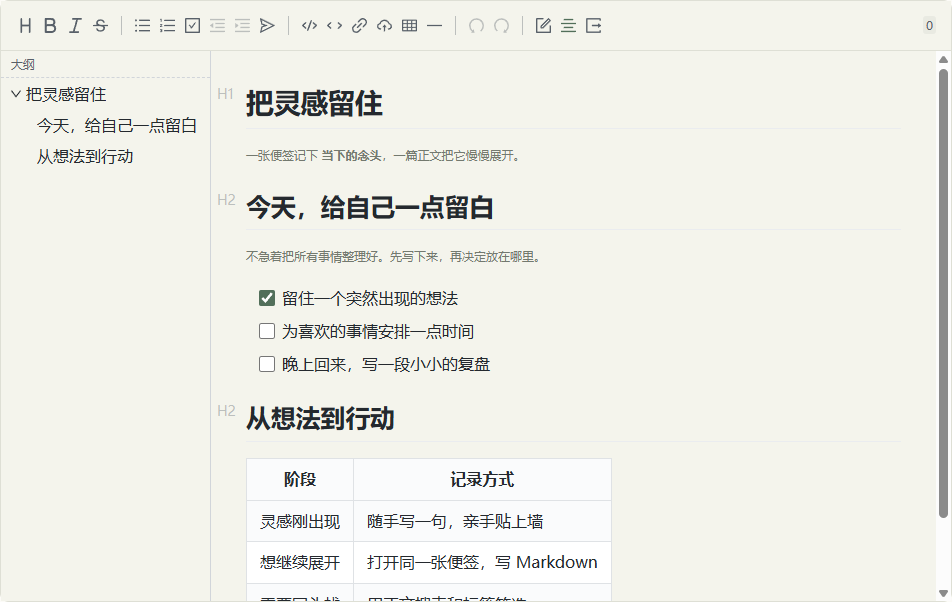 0
大纲
把灵感留住
今天，给自己一点留白
从想法到行动
H1 把灵感留住
一张便签记下 当下的念头，一篇正文把它慢慢展开。
H2 今天，给自己一点留白
不急着把所有事情整理好。先写下来，再决定放在哪里。
留住一个突然出现的想法
为喜欢的事情安排一点时间
晚上回来，写一段小小的复盘
H2 从想法到行动
阶段 记录方式
灵感刚出现 随手写一句，亲手贴上墙
想继续展开 打开同一张便签，写 Markdown